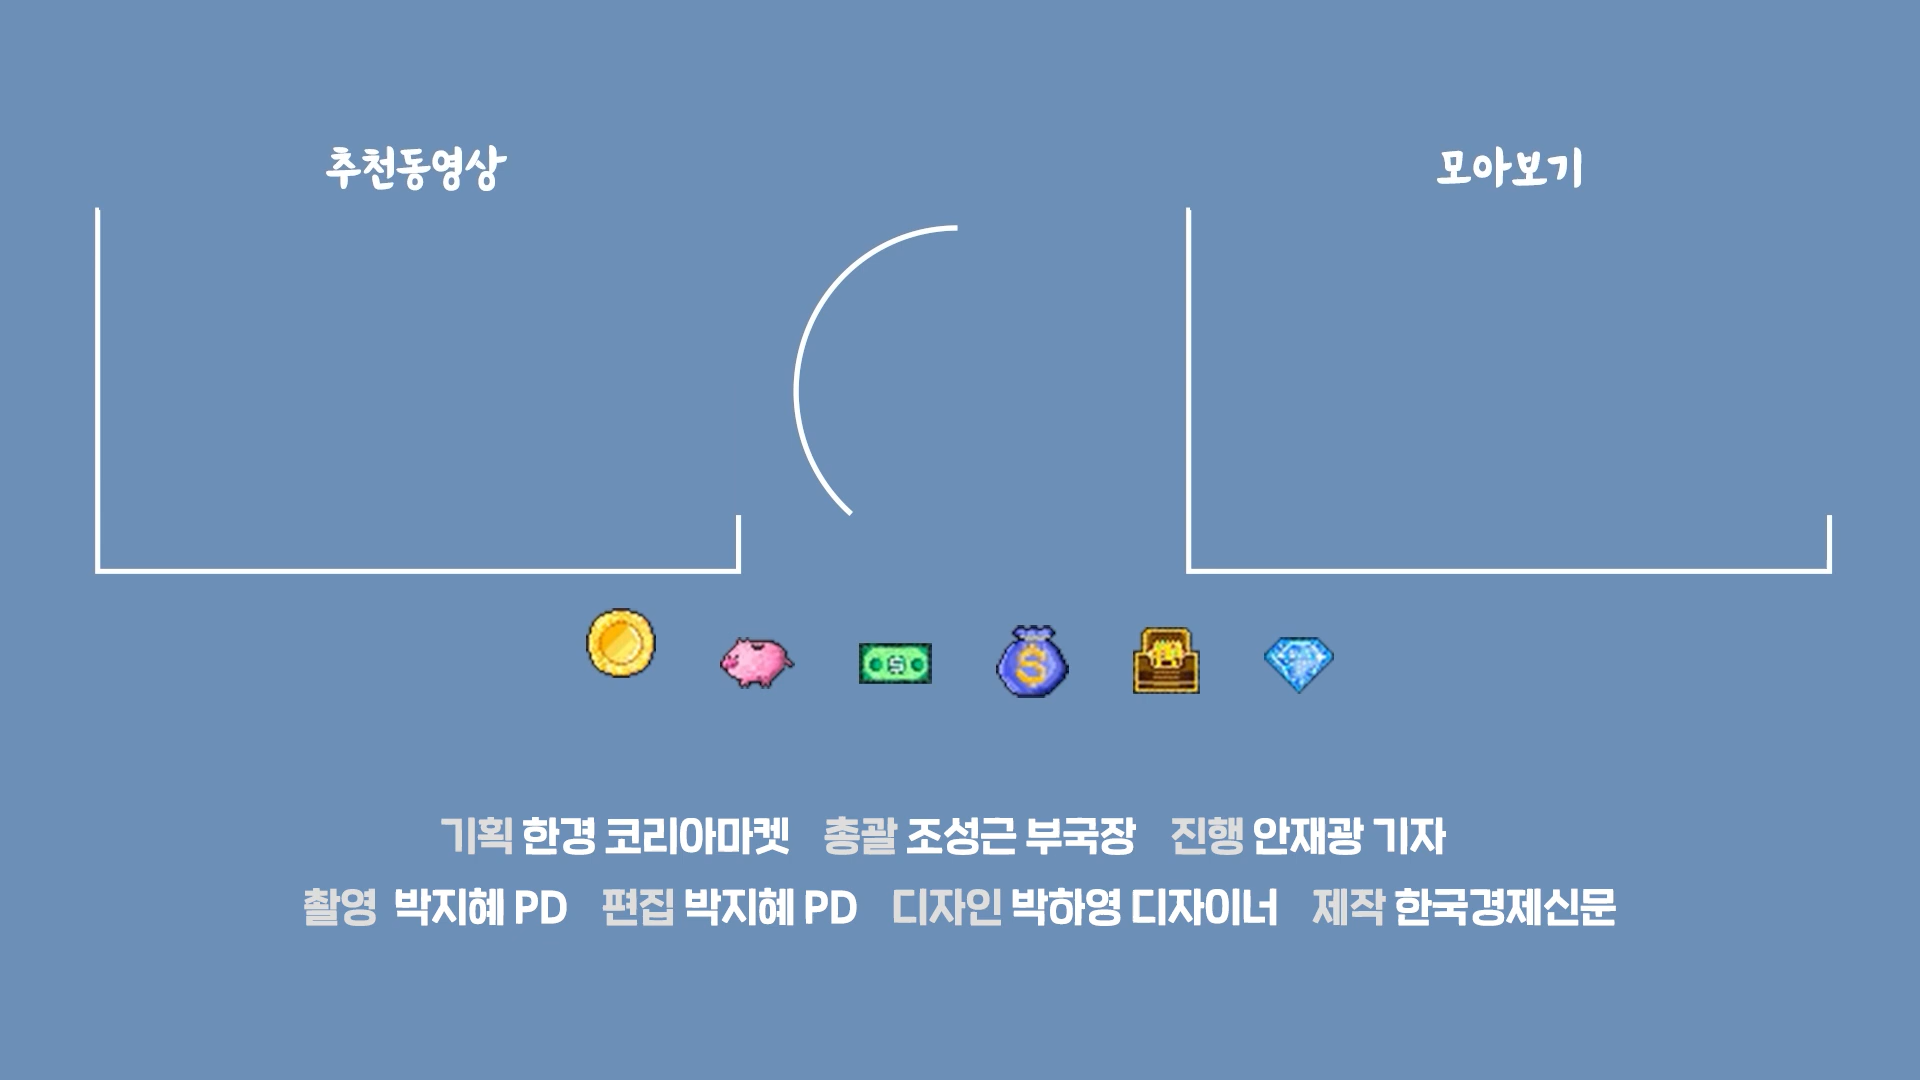 추천동영상
모아보기
기획 한경 코리아마켓 총괄 조성근 부국장 진행 안재광 기자
촬영 박지혜 PD 편집 박지혜 PD 디자인 박하영 디자이너 제작 한국경제신문